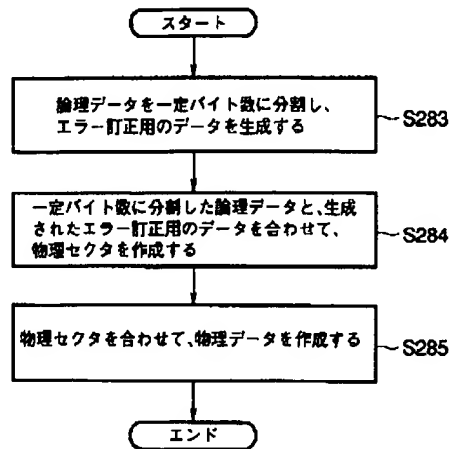 スタート
論理データを一定バイト数に分割し、
エラー訂正用のデータを生成する
S283
一定バイト数に分割した論理データと、生成
されたエラー訂正用のデータを合わせて、
物理セクタを作成する
S284
物理セクタを合わせて、物理データを作成する
S285
エンド